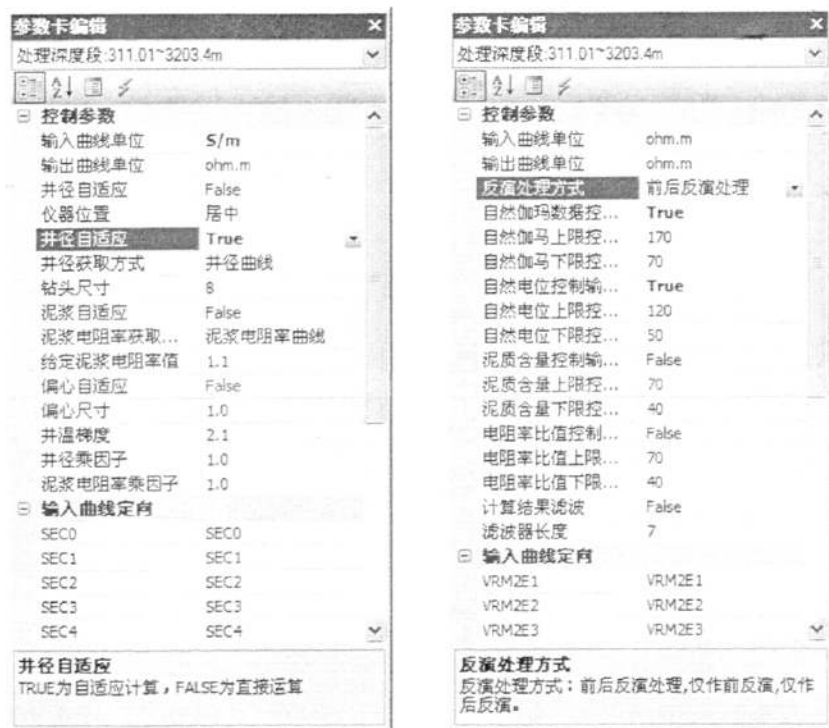 参数卡编辑
处理深度段:311.01~3203.4m
控制参数
输入曲线单位 S/m
输出曲线单位 ohm.m
井径自适应 False
仪器位置 居中
井径自适应 True
井径获取方式 井径曲线
钻头尺寸 8
泥浆自适应 False
泥浆电阻率获取... 泥浆电阻率曲线
给定泥浆电阻率值 1.1
偏心自适应 False
偏心尺寸 1.0
井温梯度 2.1
井径乘因子 1.0
泥浆电阻率乘因子 1.0
输入曲线定向
SEC0 SEC0
SEC1 SEC1
SEC2 SEC2
SEC3 SEC3
SEC4 SEC4
井径自适应
TRUE为自适应计算，FALSE为直接运算
参数卡编辑
处理深度段:311.01~3203.4m
控制参数
输入曲线单位 ohm.m
输出曲线单位 ohm.m
反演处理方式 前后反演处理
自然伽玛数据控... True
自然伽马上限控... 170
自然伽马下限控... 70
自然电位控制输... True
自然电位上限控... 120
自然电位下限控... 50
泥质含量控制输... False
泥质含量上限控... 70
泥质含量下限控... 40
电阻率比值控制... False
电阻率比值上限... 70
电阻率比值下限... 40
计算结果滤波 False
滤波器长度 7
输入曲线定向
VRM2E1 VRM2E1
VRM2E2 VRM2E2
VRM2E3 VRM2E3
反演处理方式
反演处理方式：前后反演处理,仅作前反演,仅作
后反演。